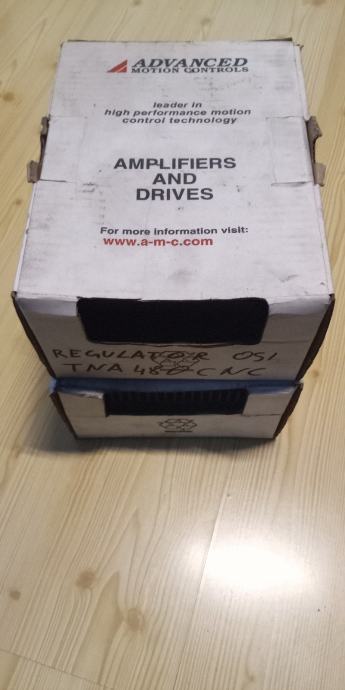 ADVANCED
MOTION CONTROLS
leader in
high performance motion
control technology
AMPLIFIERS
AND
DRIVES
For more information visit:
www.a-m-c.com
REGULATOR OSI
TNA 480 CNC